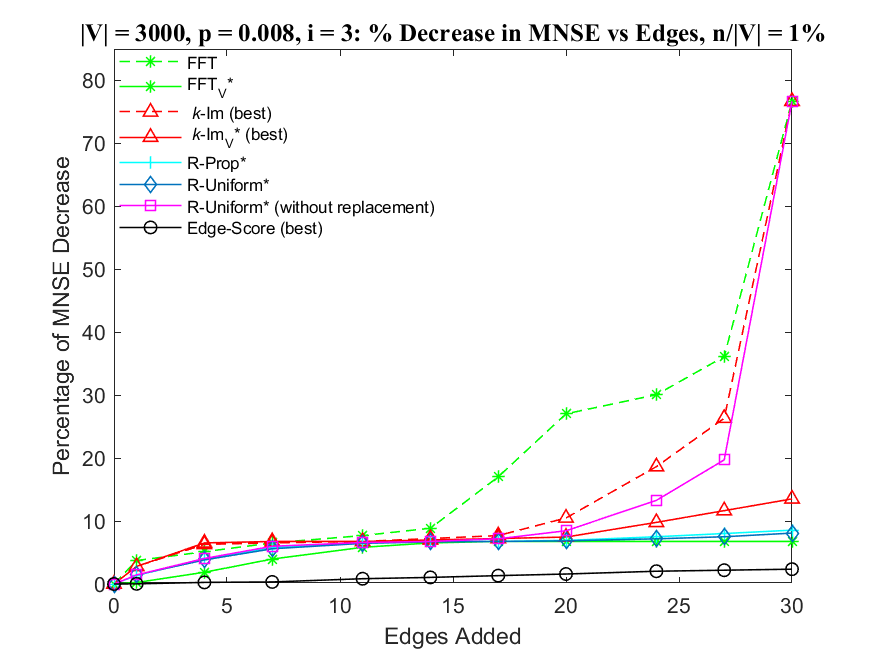 |V| = 3000, p = 0.008, i = 3: % Decrease in MNSE vs Edges, n/|V| = 1%
FFT
FFT_V*
k-Im (best)
k-Im_V* (best)
R-Prop*
R-Uniform*
R-Uniform* (without replacement)
Edge-Score (best)
Percentage of MNSE Decrease
80
70
60
50
40
30
20
10
0
0 5 10 15 20 25 30
Edges Added